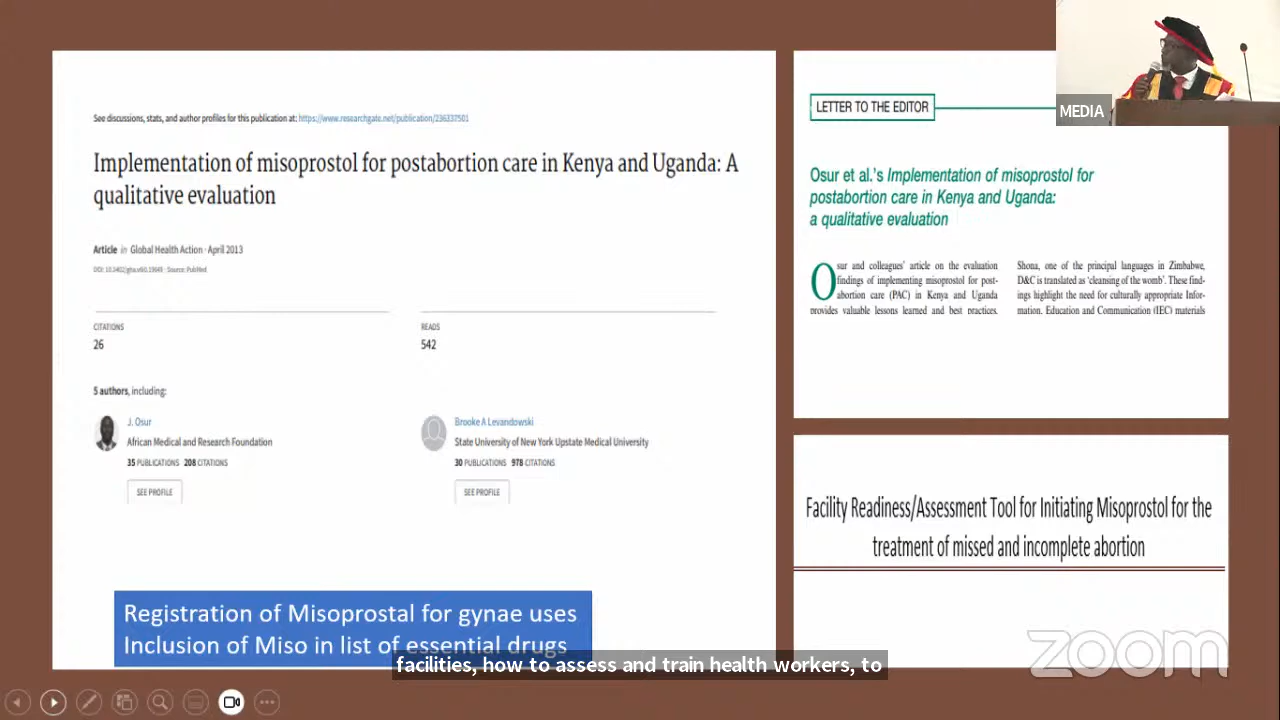 See discussions, stats, and author profiles for this publication at: https://www.researchgate.net/publication/236337501
Implementation of misoprostol for postabortion care in Kenya and Uganda: A
qualitative evaluation
Article in Global Health Action · April 2013
CITATIONS
26
READS
542
5 authors, including:
J. Osur
African Medical and Research Foundation
35 PUBLICATIONS 208 CITATIONS
SEE PROFILE
Brooke A Levandowski
State University of New York Upstate Medical University
30 PUBLICATIONS 978 CITATIONS
SEE PROFILE
Registration of Misoprostal for gynae uses
Inclusion of Miso in list of essential drugs
LETTER TO THE EDITOR
Osur et al.'s Implementation of misoprostol for
postabortion care in Kenya and Uganda:
a qualitative evaluation
Osur and colleagues' article on the evaluation
findings of implementing misoprostol for post-
abortion care (PAC) in Kenya and Uganda
provides valuable lessons learned and best practices.
Shona, one of the principal languages in Zimbabwe,
D&C is translated as 'cleansing of the womb'. These find-
ings highlight the need for culturally appropriate Infor-
mation, Education and Communication (IEC) materials
Facility Readiness/Assessment Tool for Initiating Misoprostol for the
treatment of missed and incomplete abortion
MEDIA
facilities, how to assess and train health workers, to
zoom